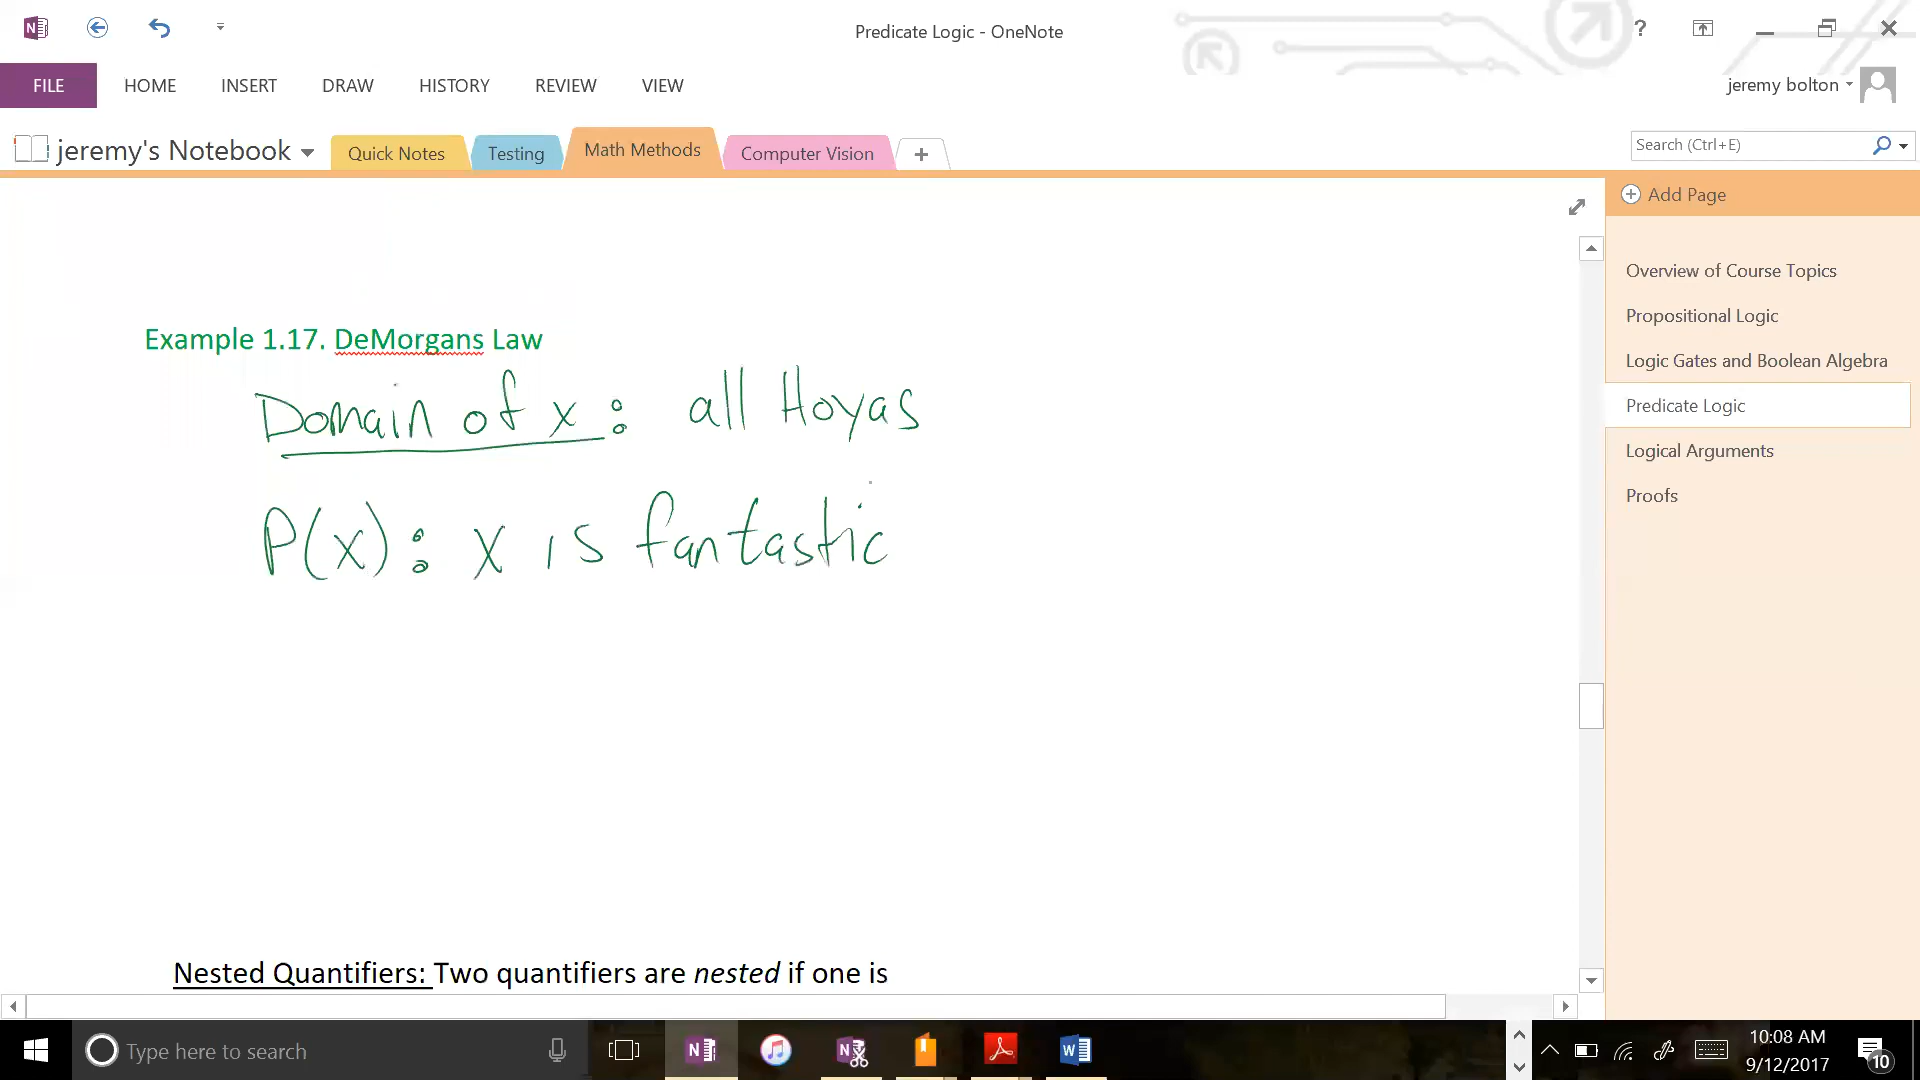 Predicate Logic - OneNote
?
FILE HOME INSERT DRAW HISTORY REVIEW VIEW
jeremy bolton
jeremy's Notebook
Quick Notes
Testing
Math Methods
Computer Vision
+
Search (Ctrl+E)
Add Page
Overview of Course Topics
Propositional Logic
Logic Gates and Boolean Algebra
Predicate Logic
Logical Arguments
Proofs
Example 1.17. DeMorgans Law
Domain of x: all Hoyas
P(x): x is fantastic
Nested Quantifiers: Two quantifiers are nested if one is
Type here to search
10:08 AM
9/12/2017
10